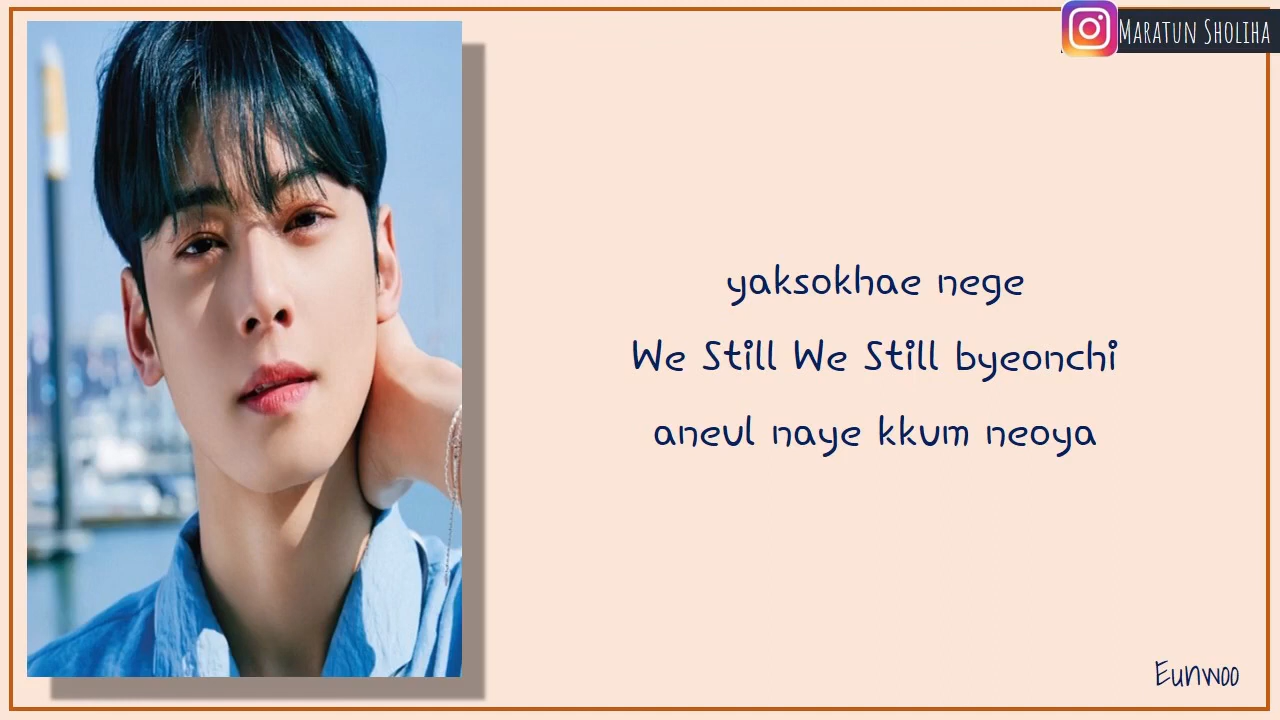 Maratun Sholiha
yaksokhae nege
We Still We Still byeonchi
aneul naye kkum neoya
Eunwoo